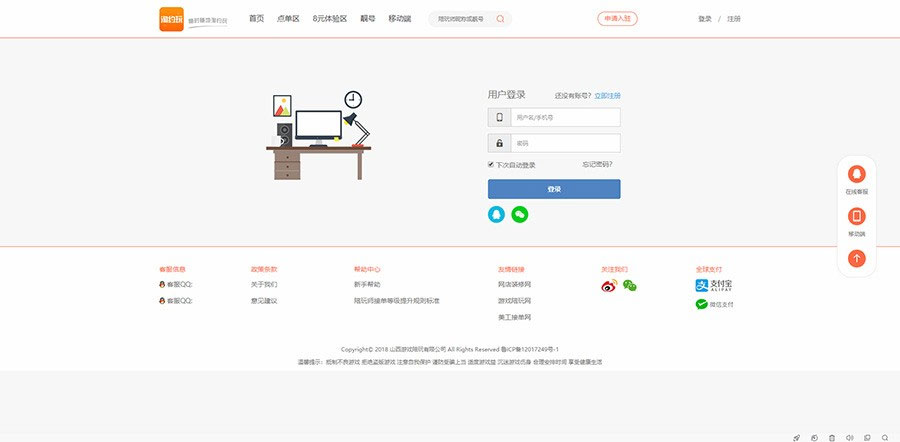 淘约玩
首页 点单区 8元体验区 靓号 移动端
陪玩师昵称或靓号
申请入驻
登录 / 注册
用户登录 还没有账号？立即注册
用户名/手机号
密码
下次自动登录 忘记密码？
登录
在线客服
移动端
客服信息 政策条款 帮助中心 友情链接 关注我们 全球支付
客服QQ: 关于我们 新手帮助 网店装修网 支付宝
ALIPAY
客服QQ: 意见建议 陪玩师接单等级提升规则标准 游戏陪玩网 微信支付
美工接单网
Copyright© 2018 山西游戏陪玩有限公司 All Rights Reserved 鲁ICP备12017249号-1
温馨提示：抵制不良游戏 拒绝盗版游戏 注意自我保护 谨防受骗上当 适度游戏益 沉迷游戏伤身 合理安排时间 享受健康生活